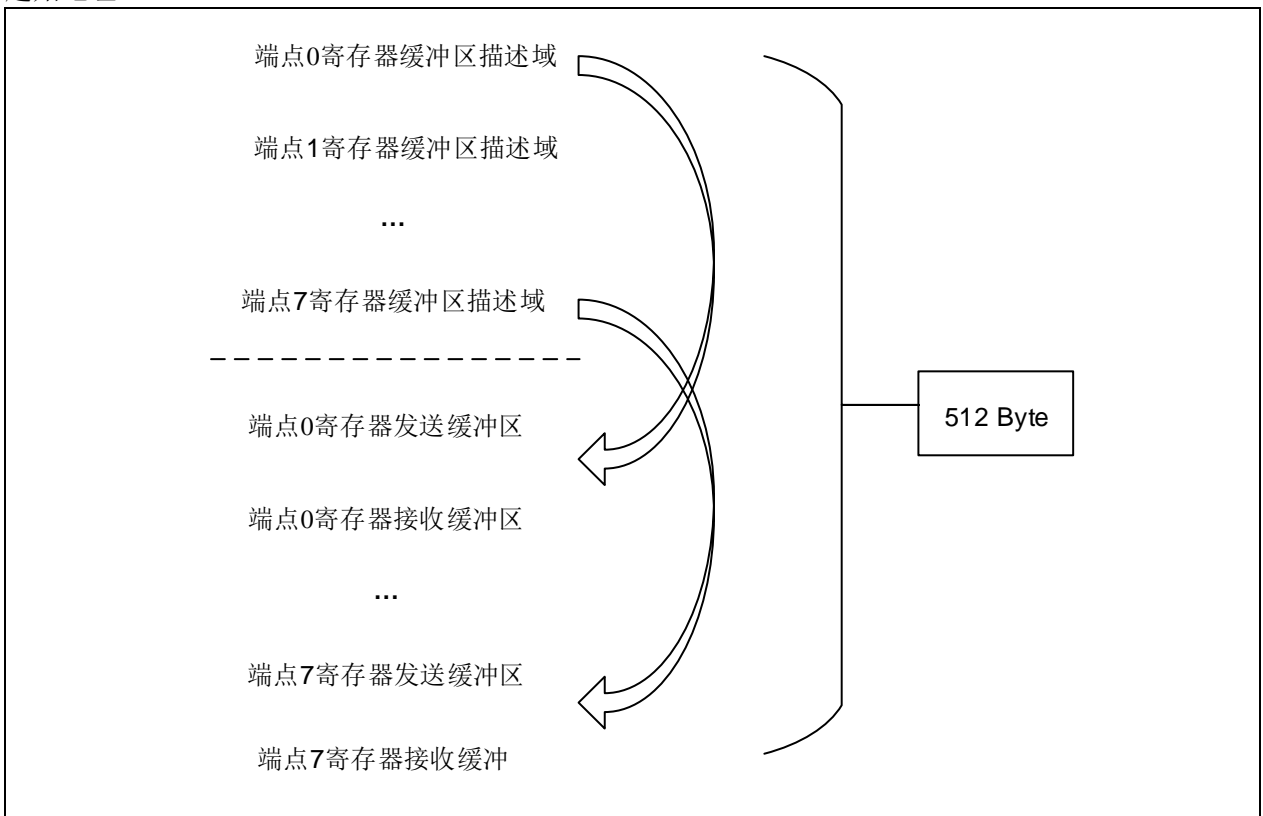 端点0寄存器缓冲区描述域
端点1寄存器缓冲区描述域
...
端点7寄存器缓冲区描述域
端点0寄存器发送缓冲区
512 Byte
端点0寄存器接收缓冲区
...
端点7寄存器发送缓冲区
端点7寄存器接收缓冲